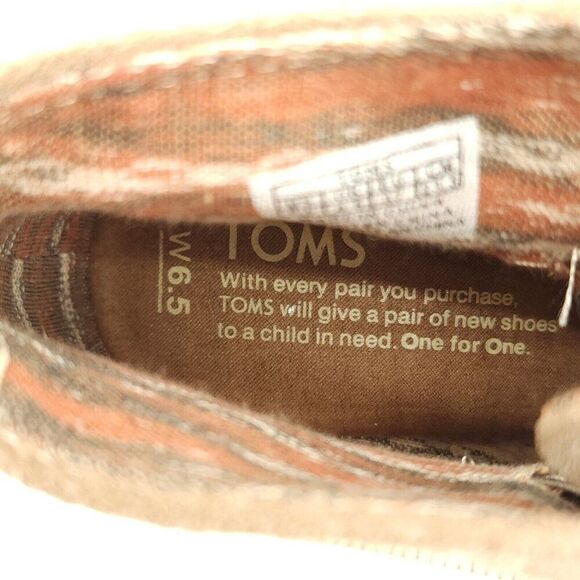 TOMS
With every pair you purchase,
TOMS will give a pair of new shoes
to a child in need. One for One.
W6.5